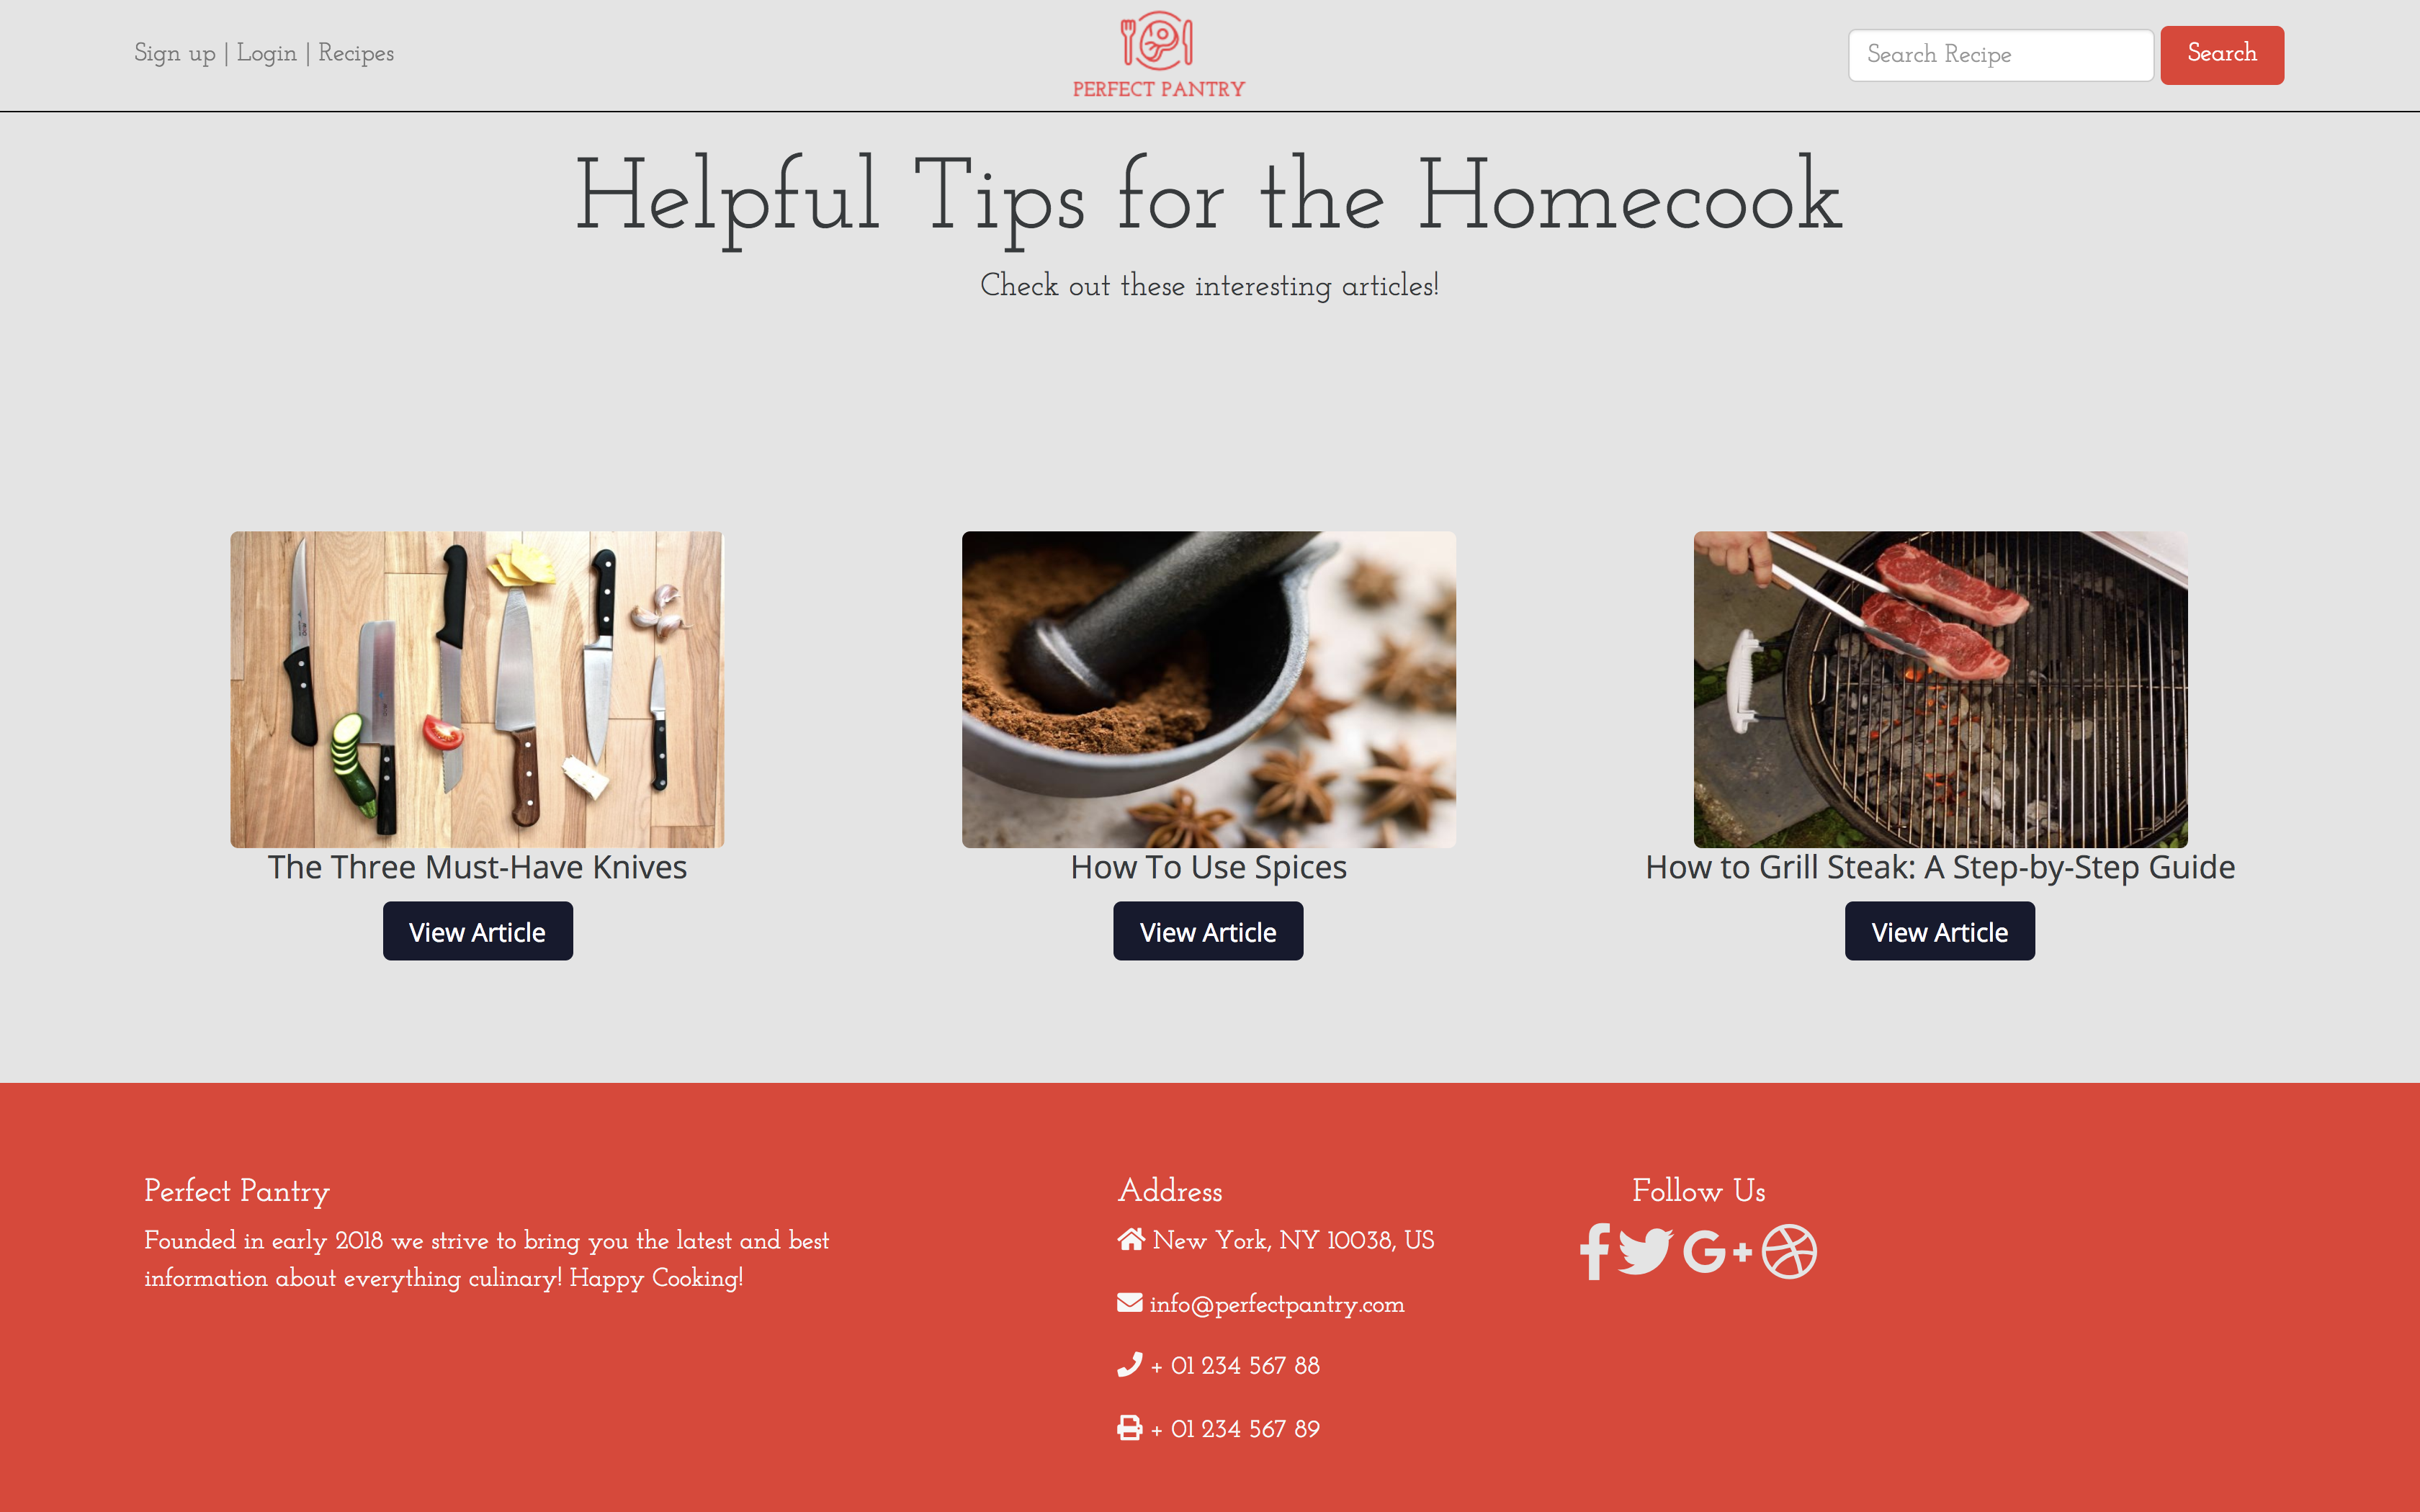 Sign up | Login | Recipes
PERFECT PANTRY
Search Recipe
Search
Helpful Tips for the Homecook
Check out these interesting articles!
The Three Must-Have Knives
View Article
How To Use Spices
View Article
How to Grill Steak: A Step-by-Step Guide
View Article
Perfect Pantry
Founded in early 2018 we strive to bring you the latest and best
information about everything culinary! Happy Cooking!
Address
New York, NY 10038, US
info@perfectpantry.com
+ 01 234 567 88
+ 01 234 567 89
Follow Us